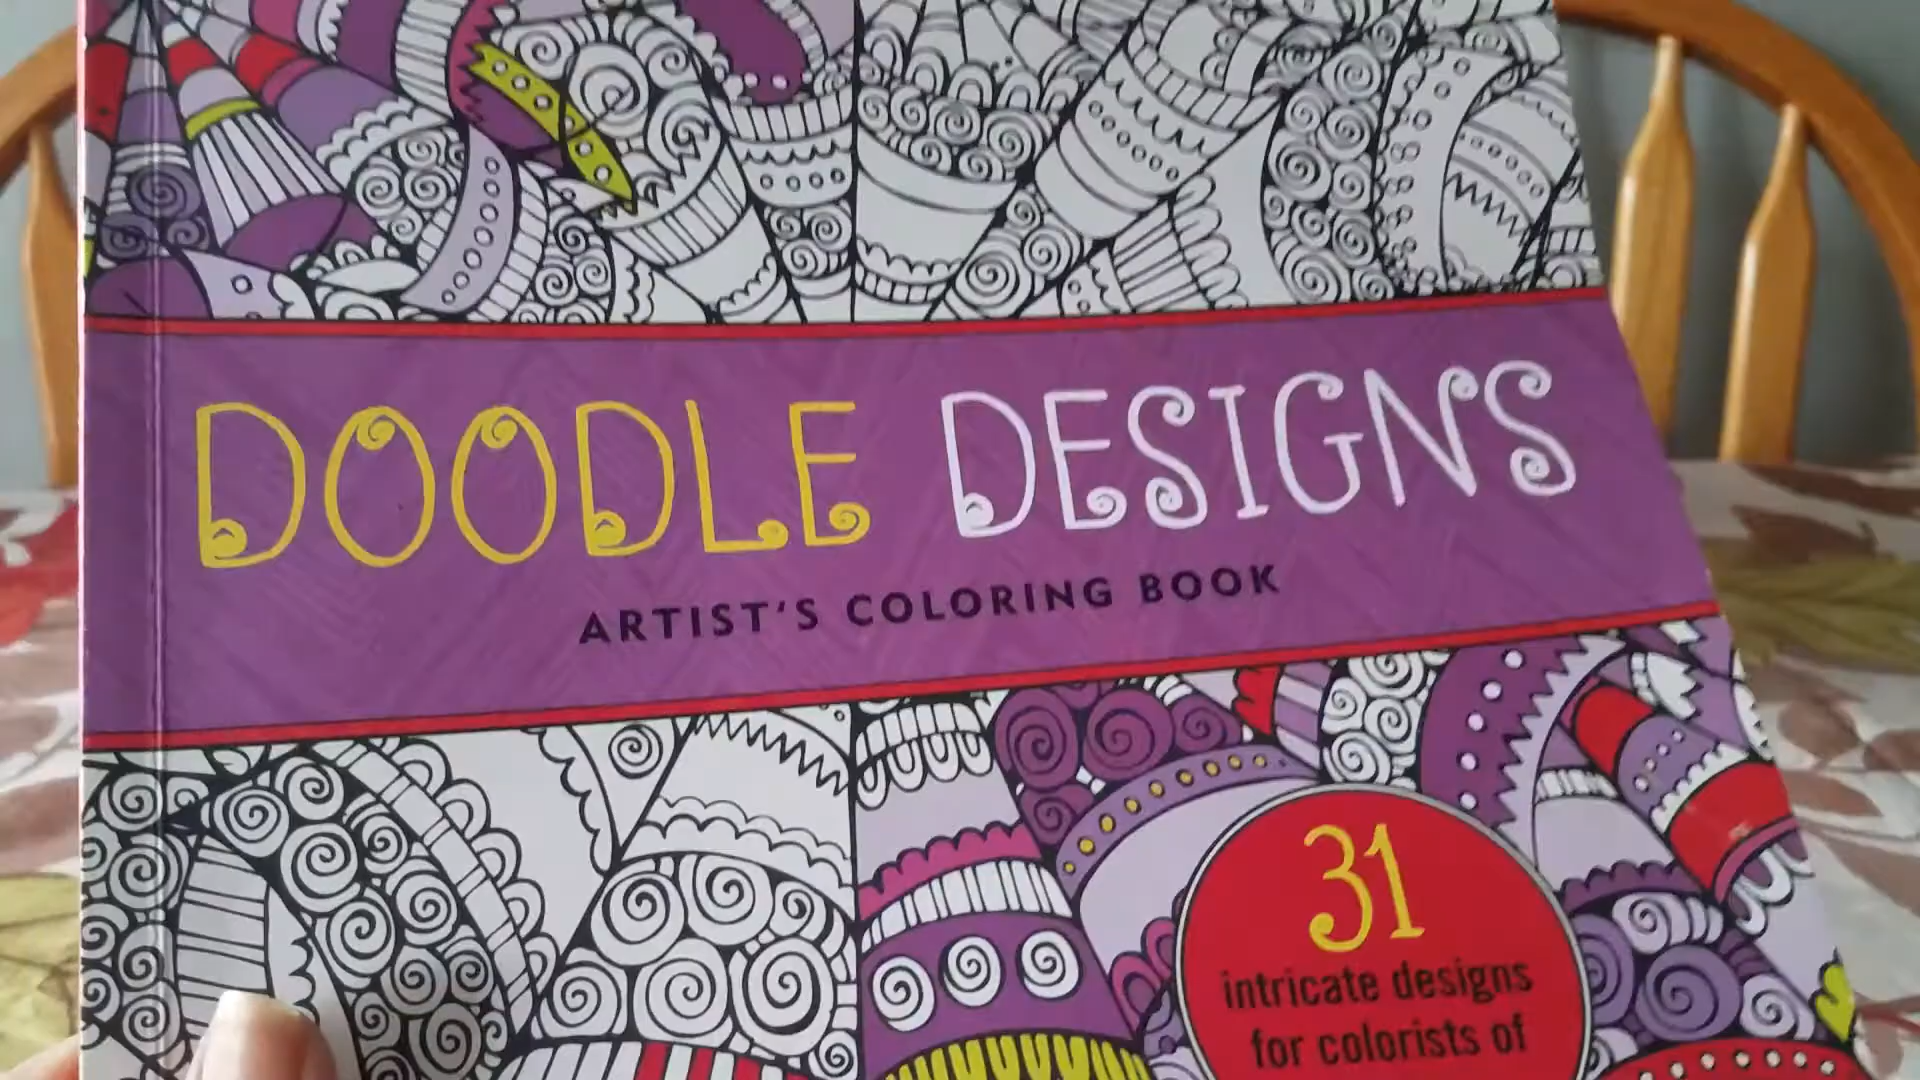 DOODLE DESIGNS
ARTIST'S COLORING BOOK
31
intricate designs
for colorists of